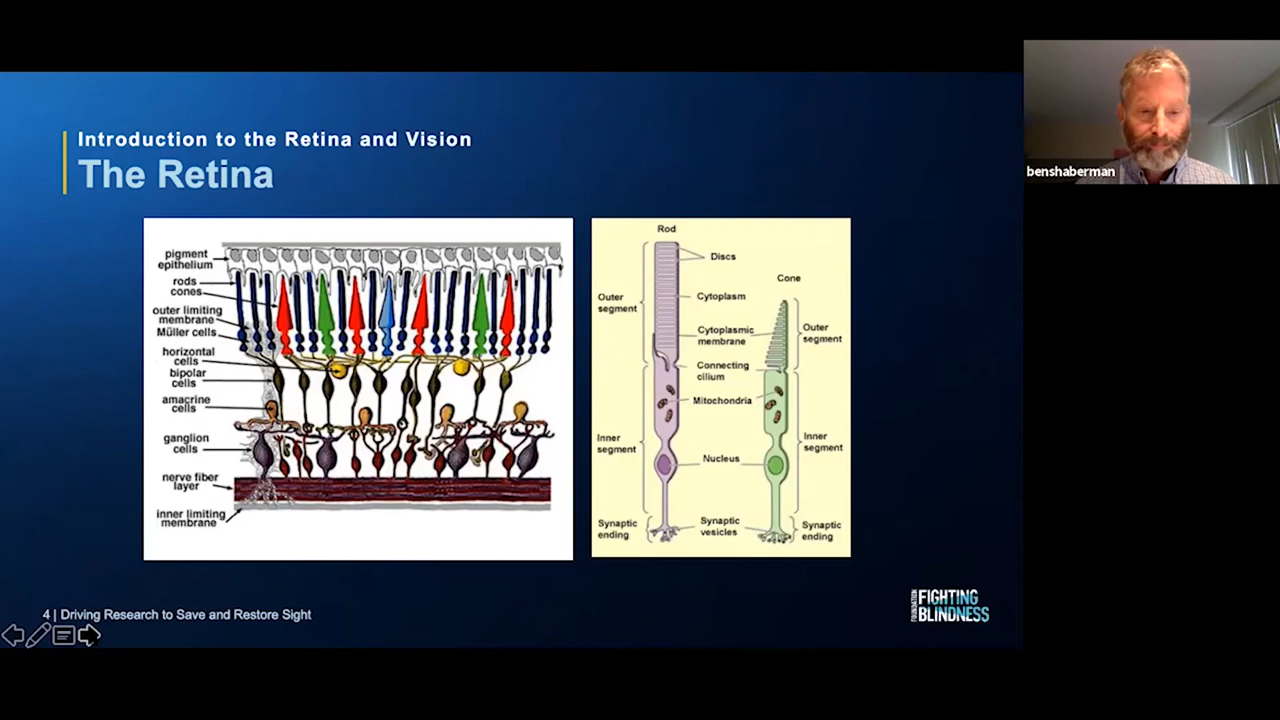 Introduction to the Retina and Vision
The Retina
pigment
epithelium
rods
cones
outer limiting
membrane
Müller cells
horizontal
cells
bipolar
cells
amacrine
cells
ganglion
cells
nerve fiber
layer
inner limiting
membrane
Rod
Discs
Cone
Outer
segment
Cytoplasm
Cytoplasmic
membrane
Outer
segment
Connecting
cilium
Mitochondria
Inner
segment
Inner
segment
Nucleus
Synaptic
ending
Synaptic
vesicles
Synaptic
ending
4 | Driving Research to Save and Restore Sight
FOUNDATION
FIGHTING
BLINDNESS
benshaberman